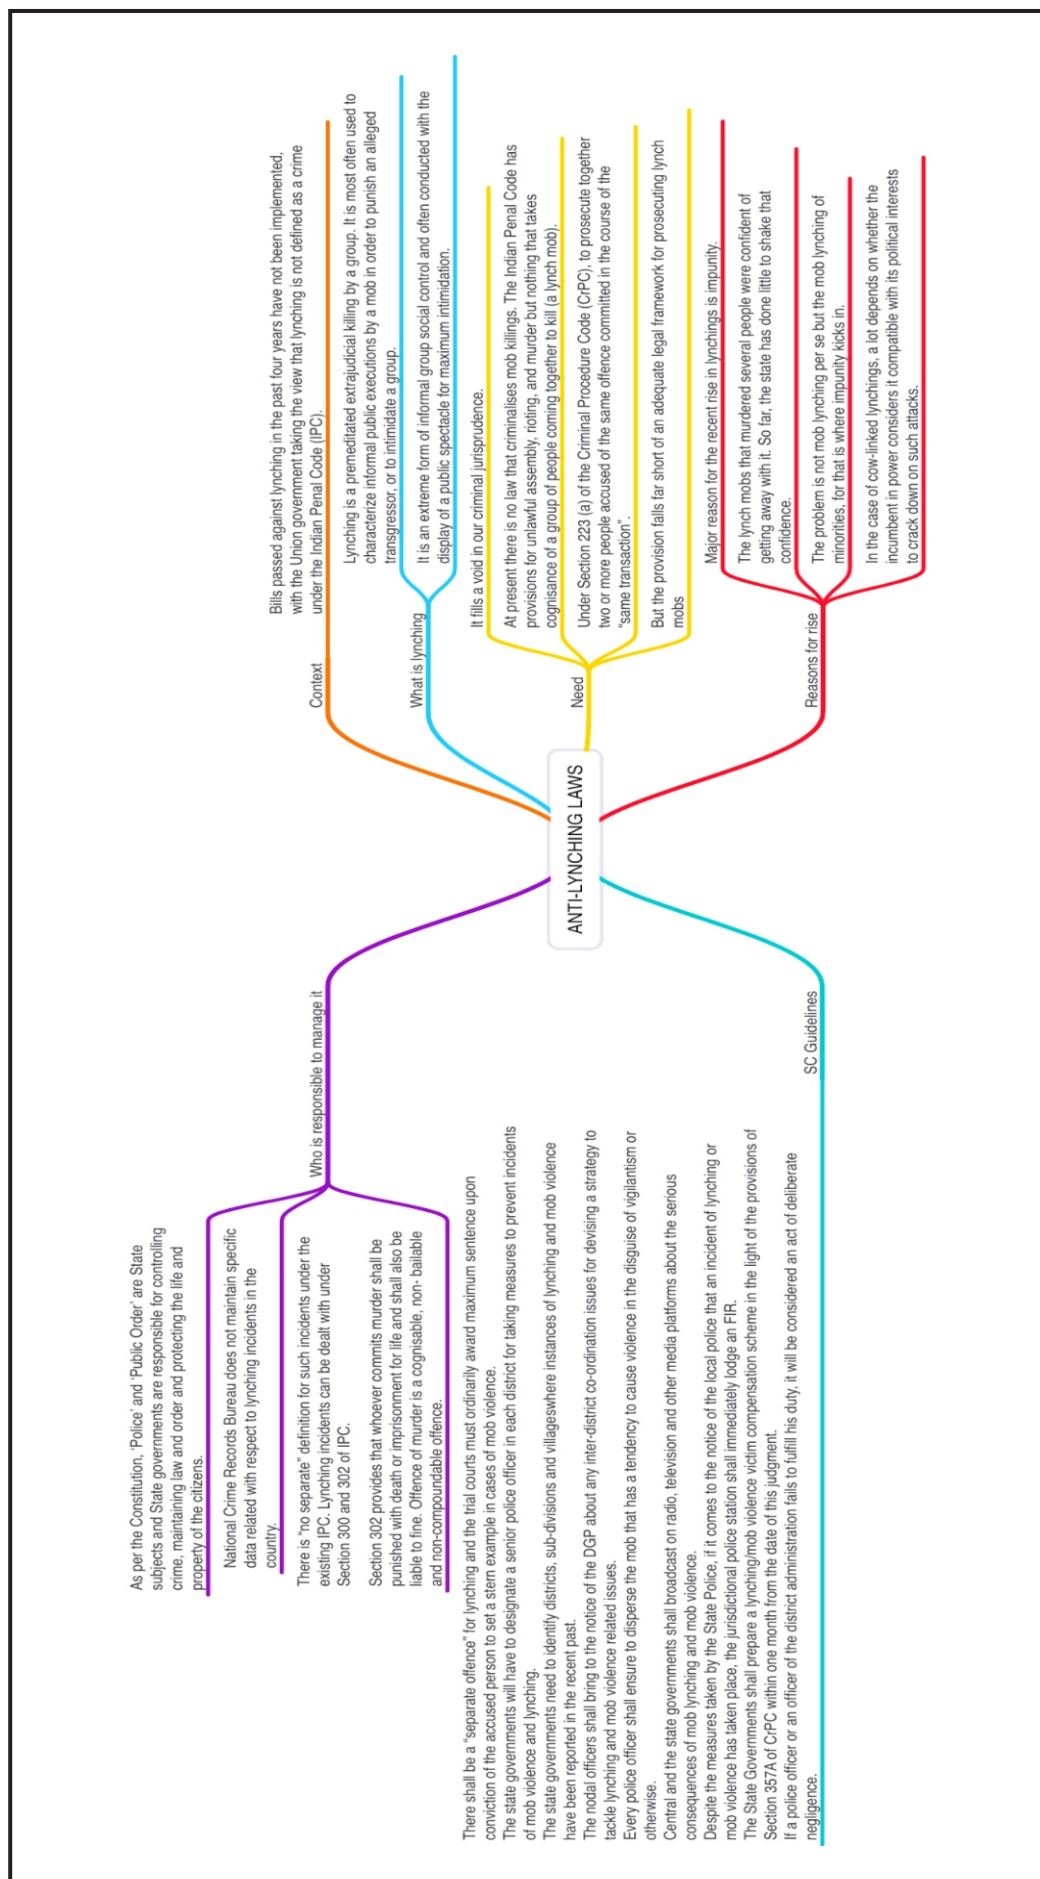 ANTI-LYNCHING LAWS
Context
Bills passed against lynching in the past four years have not been implemented,
with the Union government taking the view that lynching is not defined as a crime
under the Indian Penal Code (IPC).
What is lynching
Lynching is a premeditated extrajudicial killing by a group. It is most often used to
characterize informal public executions by a mob in order to punish an alleged
transgressor, or to intimidate a group.
It is an extreme form of informal group social control and often conducted with the
display of a public spectacle for maximum intimidation.
Need
It fills a void in our criminal jurisprudence.
At present there is no law that criminalises mob killings. The Indian Penal Code has
provisions for unlawful assembly, rioting, and murder but nothing that takes
cognisance of a group of people coming together to kill (a lynch mob).
Under Section 223 (a) of the Criminal Procedure Code (CrPC), to prosecute together
two or more people accused of the same offence committed in the course of the
“same transaction”.
But the provision falls far short of an adequate legal framework for prosecuting lynch
mobs
Reasons for rise
Major reason for the recent rise in lynchings is impunity.
The lynch mobs that murdered several people were confident of
getting away with it. So far, the state has done little to shake that
confidence.
The problem is not mob lynching per se but the mob lynching of
minorities, for that is where impunity kicks in.
In the case of cow-linked lynchings, a lot depends on whether the
incumbent in power considers it compatible with its political interests
to crack down on such attacks.
Who is responsible to manage it
As per the Constitution, ‘Police’ and ‘Public Order’ are State
subjects and State governments are responsible for controlling
crime, maintaining law and order and protecting the life and
property of the citizens.
National Crime Records Bureau does not maintain specific
data related with respect to lynching incidents in the
country.
There is “no separate” definition for such incidents under the
existing IPC. Lynching incidents can be dealt with under
Section 300 and 302 of IPC.
Section 302 provides that whoever commits murder shall be
punished with death or imprisonment for life and shall also be
liable to fine. Offence of murder is a cognisable, non- bailable
and non-compoundable offence.
SC Guidelines
There shall be a “separate offence” for lynching and the trial courts must ordinarily award maximum sentence upon
conviction of the accused person to set a stern example in cases of mob violence.
The state governments will have to designate a senior police officer in each district for taking measures to prevent incidents
of mob violence and lynching.
The state governments need to identify districts, sub-divisions and villageswhere instances of lynching and mob violence
have been reported in the recent past.
The nodal officers shall bring to the notice of the DGP about any inter-district co-ordination issues for devising a strategy to
tackle lynching and mob violence related issues.
Every police officer shall ensure to disperse the mob that has a tendency to cause violence in the disguise of vigilantism or
otherwise.
Central and the state governments shall broadcast on radio, television and other media platforms about the serious
consequences of mob lynching and mob violence.
Despite the measures taken by the State Police, if it comes to the notice of the local police that an incident of lynching or
mob violence has taken place, the jurisdictional police station shall immediately lodge an FIR.
The State Governments shall prepare a lynching/mob violence victim compensation scheme in the light of the provisions of
Section 357A of CrPC within one month from the date of this judgment.
If a police officer or an officer of the district administration fails to fulfill his duty, it will be considered an act of deliberate
negligence.